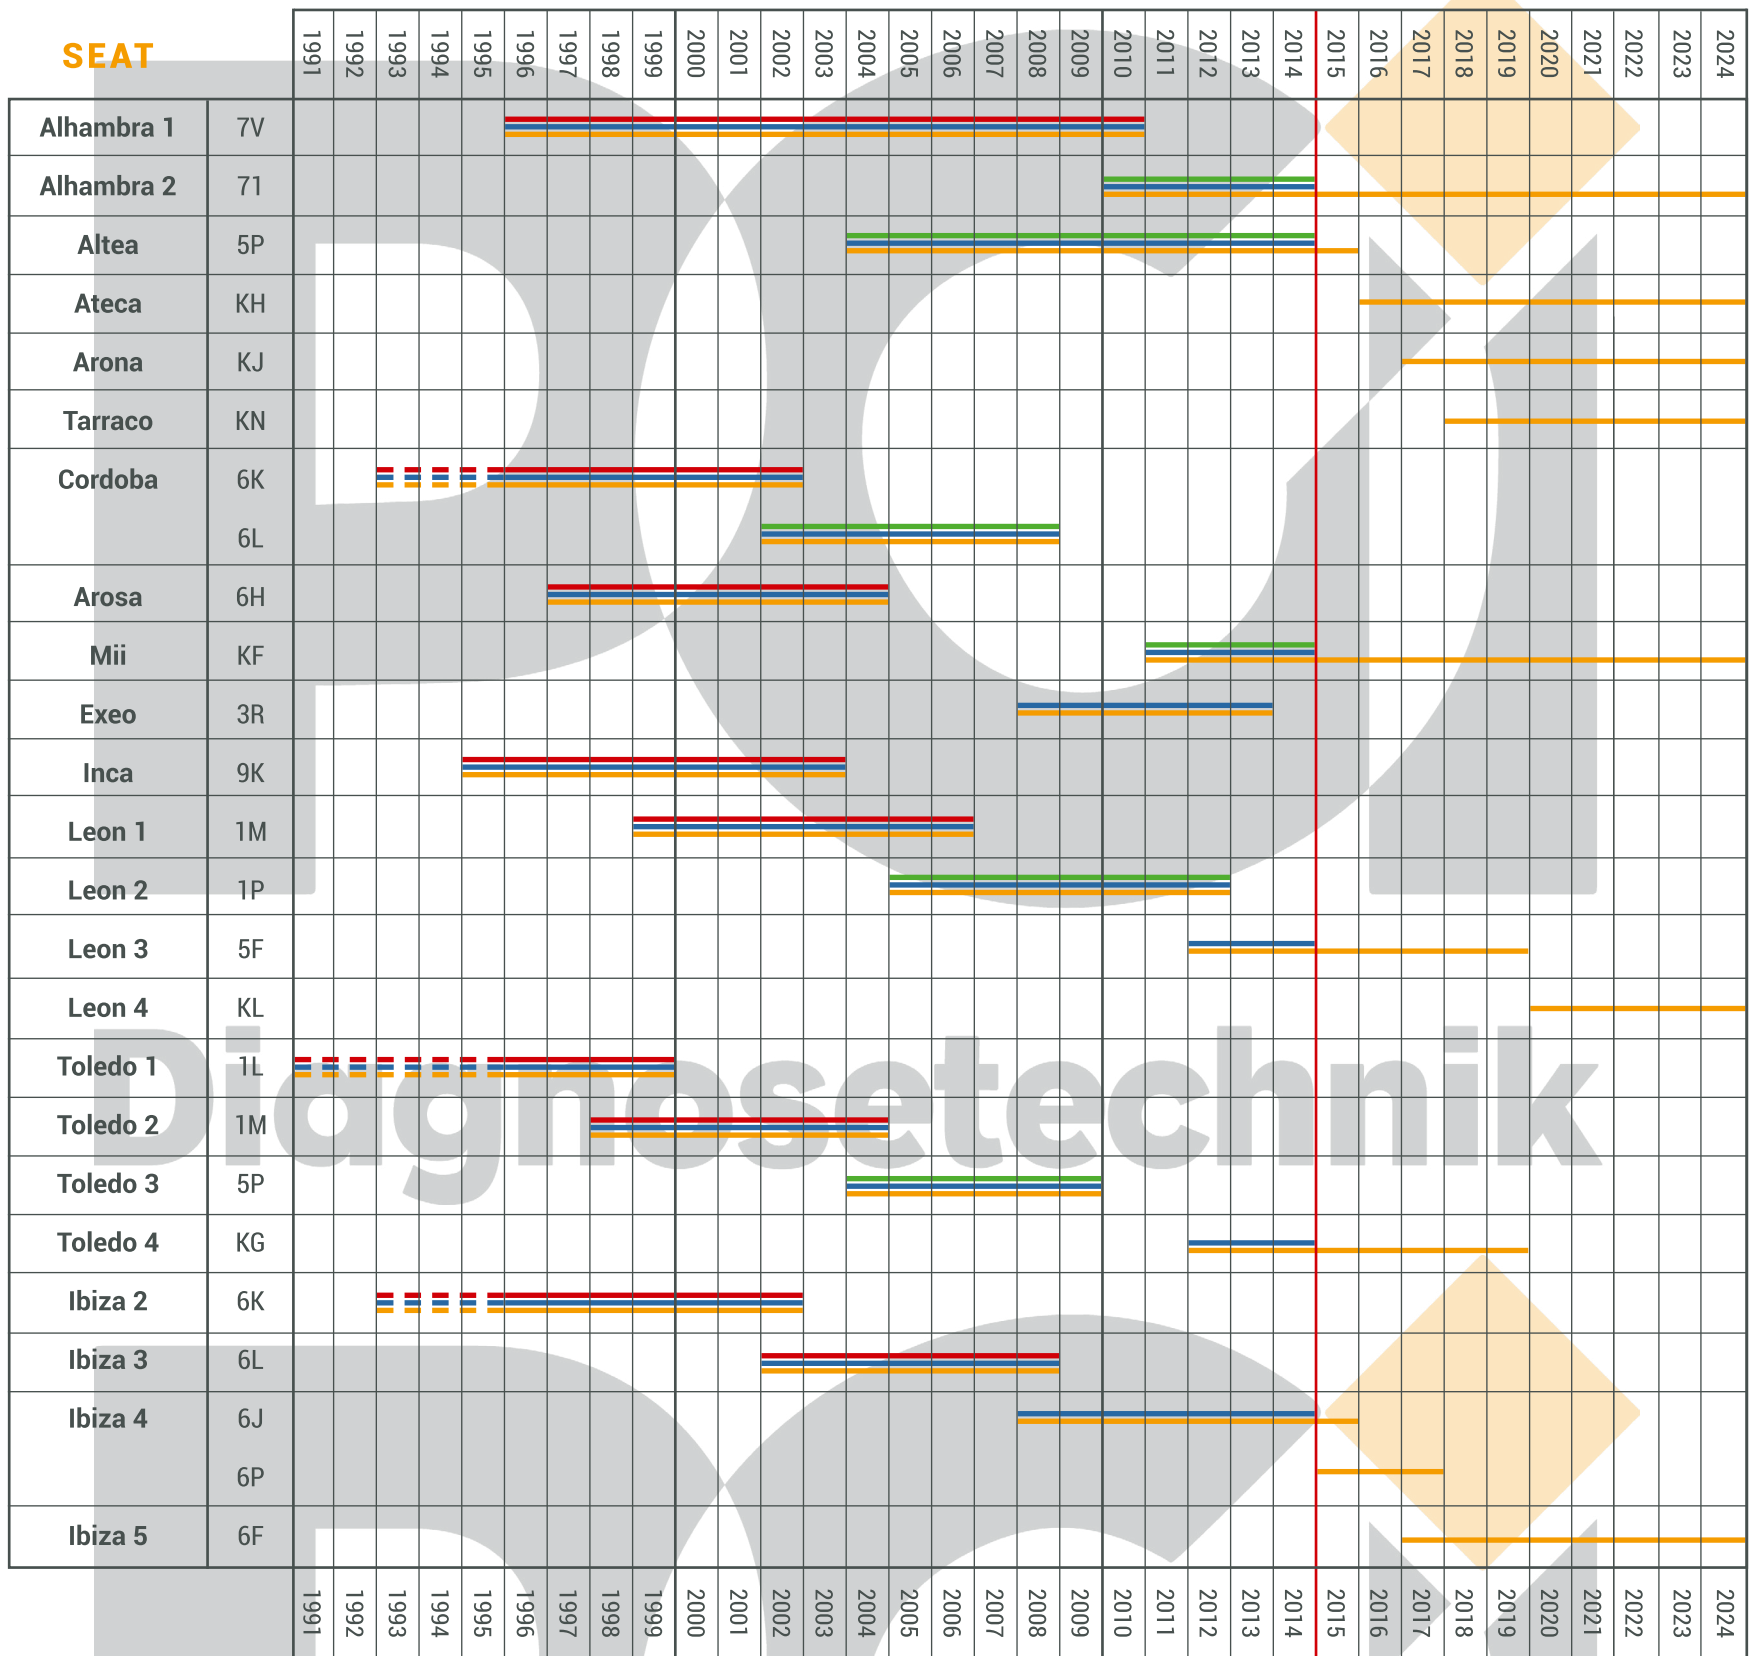 SEAT
1991 1992 1993 1994 1995 1996 1997 1998 1999 2000 2001 2002 2003 2004 2005 2006 2007 2008 2009 2010 2011 2012 2013 2014 2015 2016 2017 2018 2019 2020 2021 2022 2023 2024
Alhambra 1 7V
Alhambra 2 71
Altea 5P
Ateca KH
Arona KJ
Tarraco KN
Cordoba 6K
6L
Arosa 6H
Mii KF
Exeo 3R
Inca 9K
Leon 1 1M
Leon 2 1P
Leon 3 5F
Leon 4 KL
Toledo 1 1L
Toledo 2 1M
Toledo 3 5P
Toledo 4 KG
Ibiza 2 6K
Ibiza 3 6L
Ibiza 4 6J
6P
Ibiza 5 6F
1991 1992 1993 1994 1995 1996 1997 1998 1999 2000 2001 2002 2003 2004 2005 2006 2007 2008 2009 2010 2011 2012 2013 2014 2015 2016 2017 2018 2019 2020 2021 2022 2023 2024
PCi
Diagnosetechnik